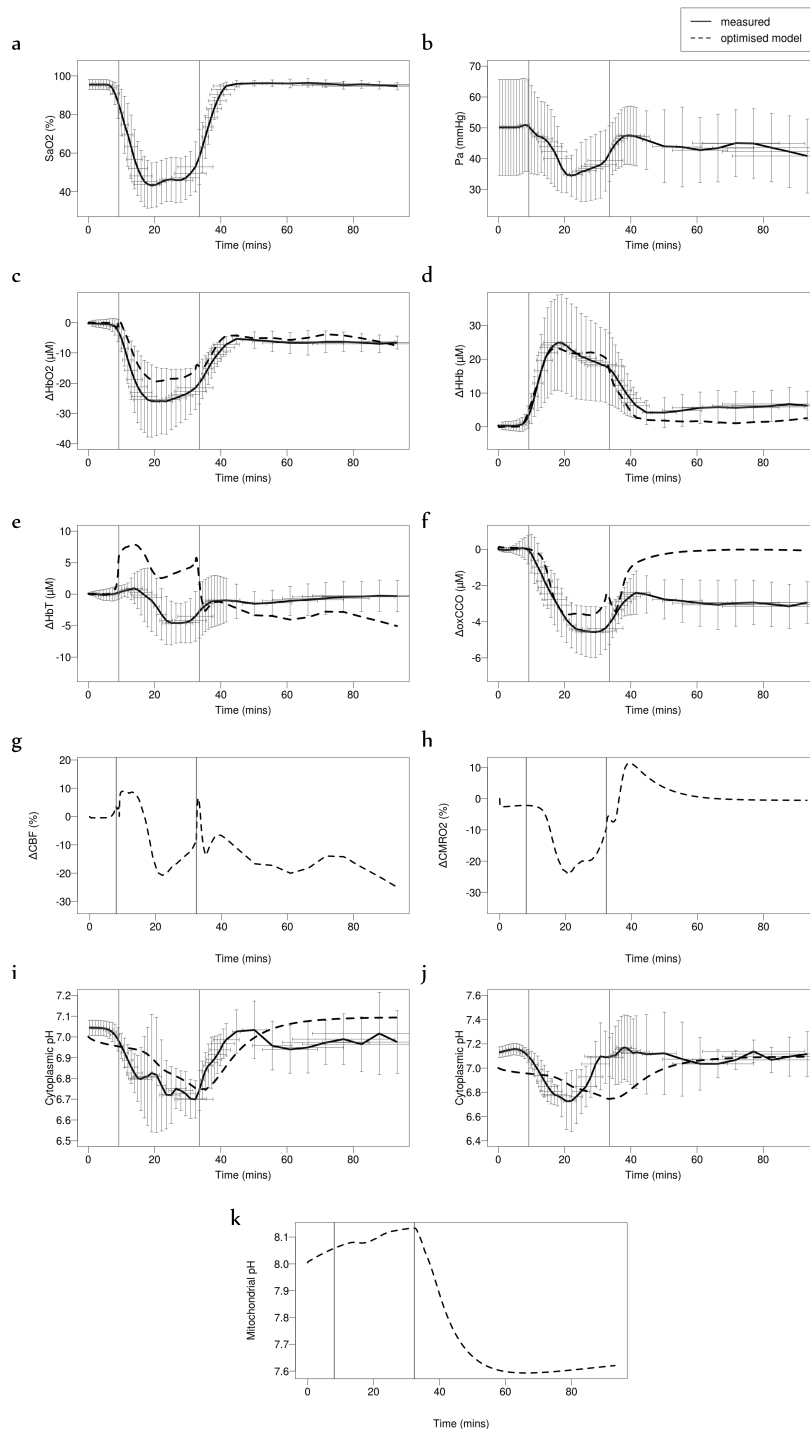 measured
optimised model
a
b
100
80
60
40
SaO2 (%)
0 20 40 60 80
Time (mins)
70
60
50
40
30
Pa (mmHg)
0 20 40 60 80
Time (mins)
c
d
0
-10
-20
-30
-40
ΔHbO2 (µM)
0 20 40 60 80
Time (mins)
30
20
10
0
ΔHHb (µM)
0 20 40 60 80
Time (mins)
e
f
10
5
0
-5
-10
ΔHbT (µM)
0 20 40 60 80
Time (mins)
0
-2
-4
-6
ΔoxCCO (µM)
0 20 40 60 80
Time (mins)
g
h
20
10
0
-10
-20
-30
ΔCBF (%)
0 20 40 60 80
Time (mins)
10
0
-10
-20
-30
ΔCMRO2 (%)
0 20 40 60 80
Time (mins)
i
j
7.2
7.1
7.0
6.9
6.8
6.7
6.6
6.5
Cytoplasmic pH
0 20 40 60 80
Time (mins)
7.6
7.4
7.2
7.0
6.8
6.6
6.4
Cytoplasmic pH
0 20 40 60 80
Time (mins)
k
8.1
8.0
7.9
7.8
7.7
7.6
Mitochondrial pH
0 20 40 60 80
Time (mins)